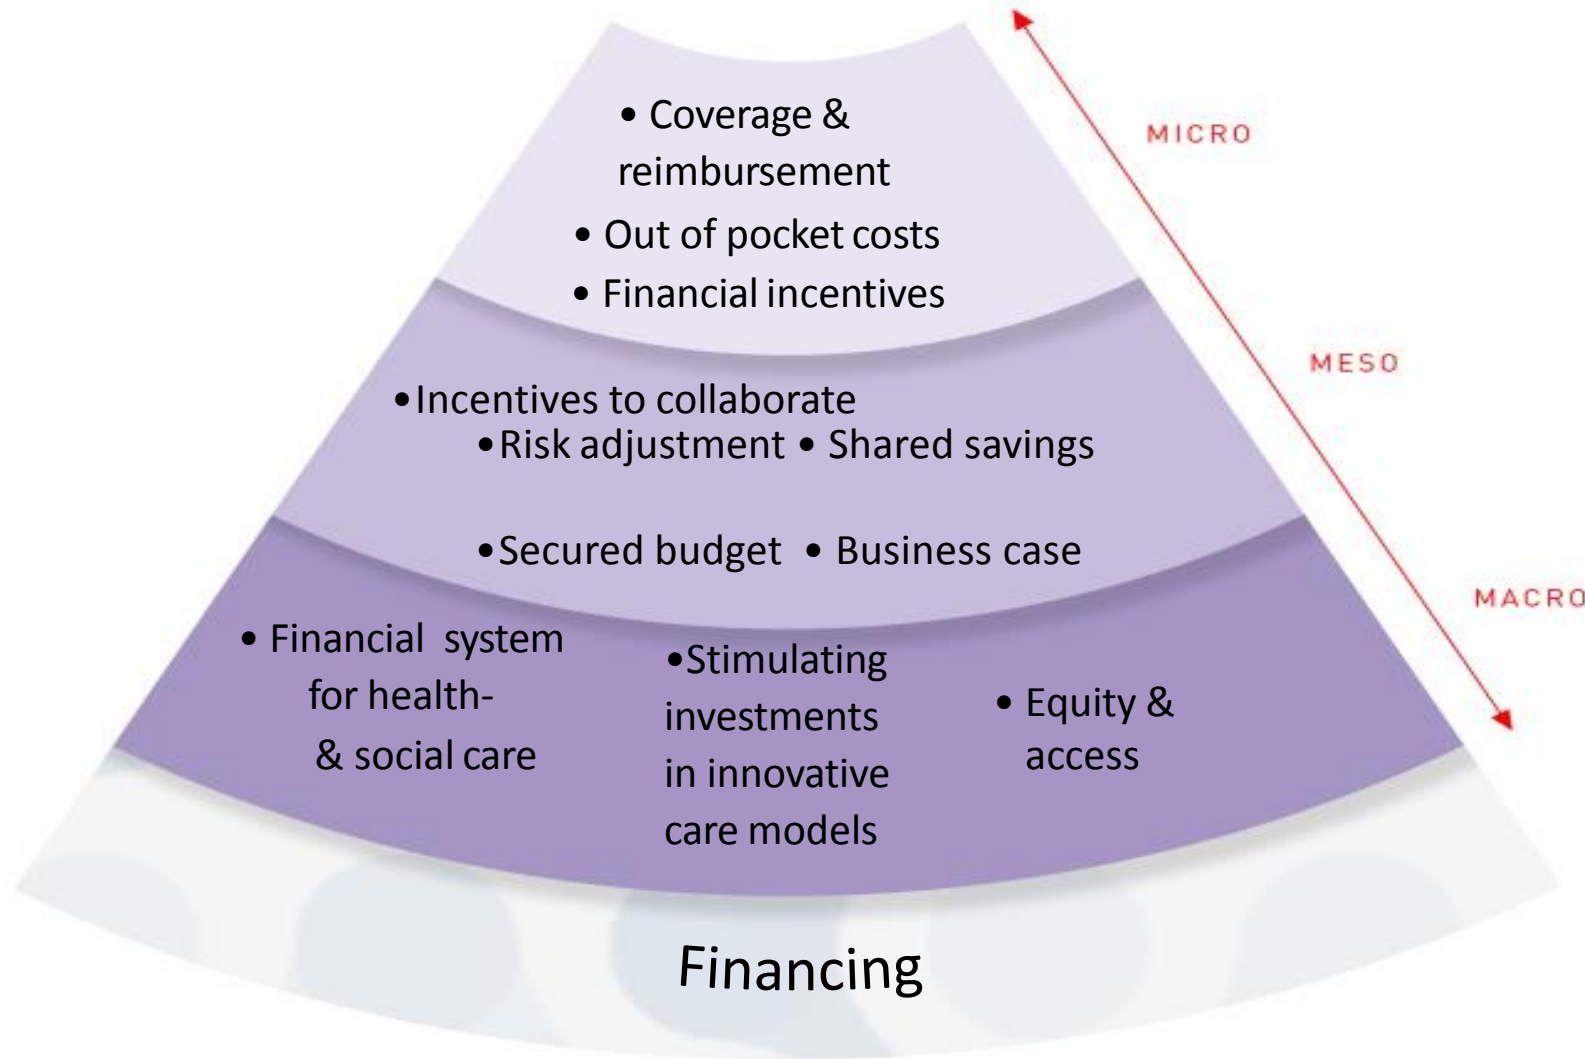 • Coverage &
reimbursement
• Out of pocket costs
• Financial incentives
MICRO
•Incentives to collaborate
•Risk adjustment • Shared savings
•Secured budget • Business case
MESO
• Financial system
for health-
& social care
•Stimulating
investments
in innovative
care models
• Equity &
access
MACRO
Financing